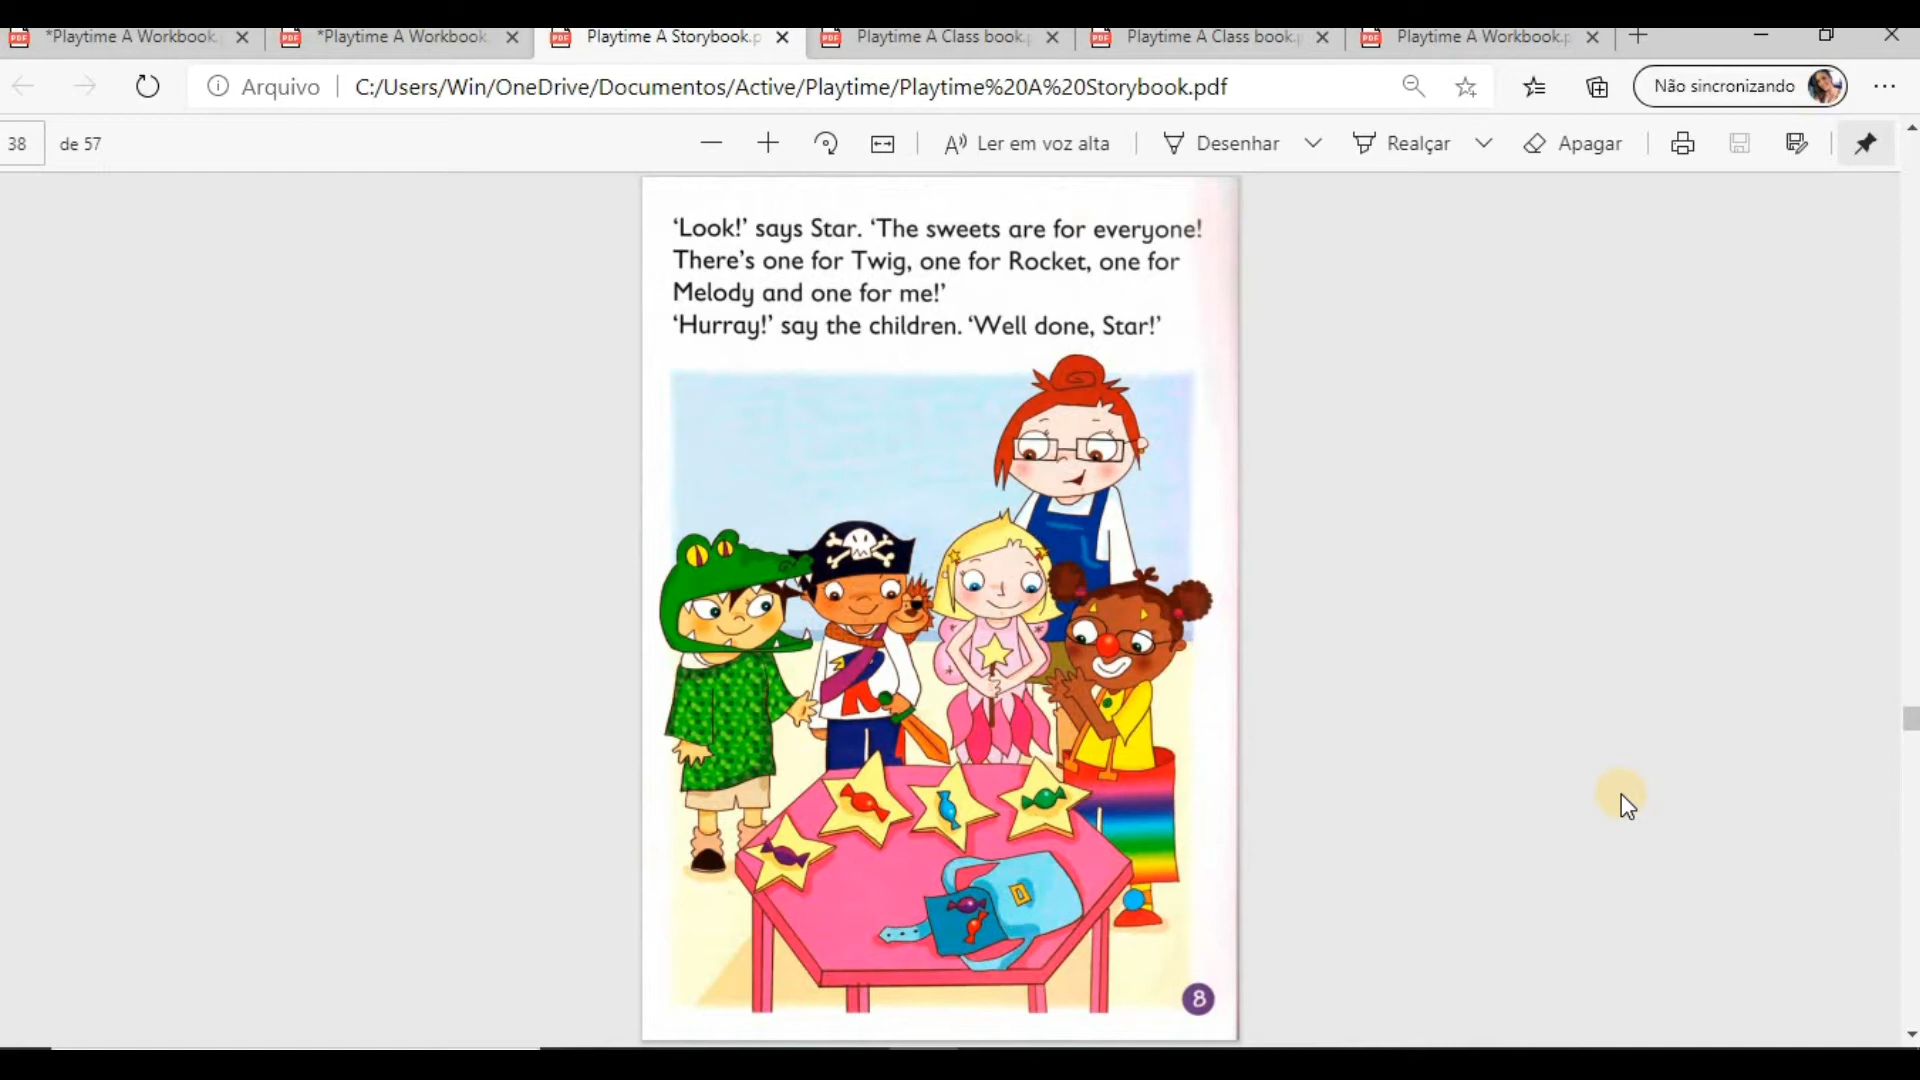 *Playtime A Workbook.
*Playtime A Workbook.
Playtime A Storybook.p
Playtime A Class book.p
Playtime A Class book.p
Playtime A Workbook.p
Arquivo
C:/Users/Win/OneDrive/Documentos/Active/Playtime/Playtime%20A%20Storybook.pdf
Não sincronizando
38 de 57
Ler em voz alta
Desenhar
Realçar
Apagar
‘Look!’ says Star. ‘The sweets are for everyone!
There’s one for Twig, one for Rocket, one for
Melody and one for me!’
‘Hurray!’ say the children. ‘Well done, Star!’
8